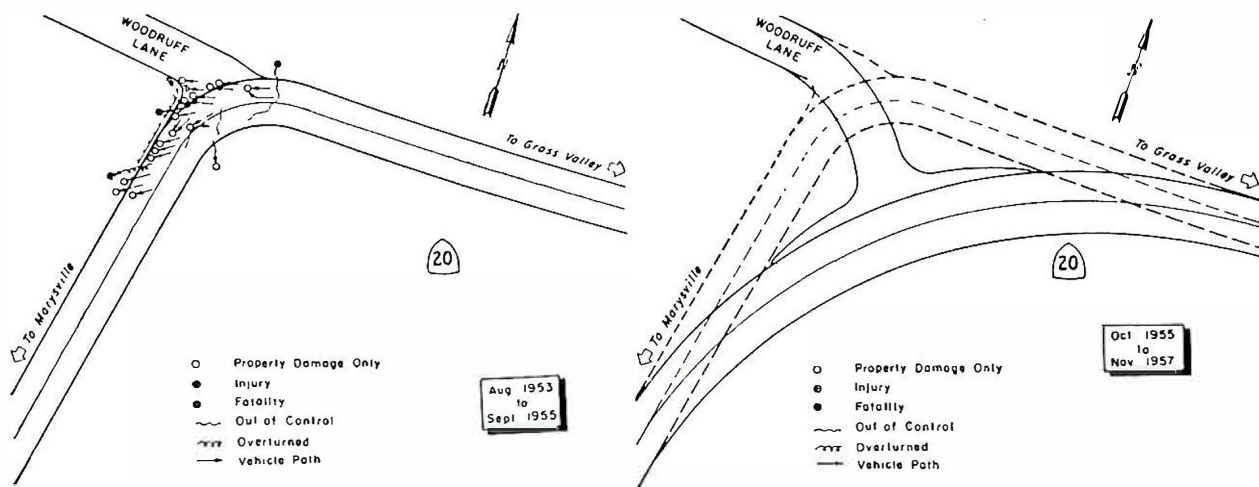 WOODRUFF
LANE
N
To Grass Valley
20
To Marysville
Property Damage Only
Injury
Fatality
Out of Control
Overturned
Vehicle Path
Aug 1953
to
Sept 1955
WOODRUFF
LANE
N
To Grass Valley
20
To Marysville
Property Damage Only
Injury
Fatality
Out of Control
Overturned
Vehicle Path
Oct 1955
to
Nov 1957